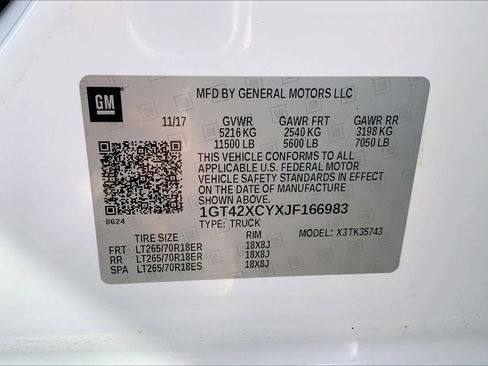 GM
MFD BY GENERAL MOTORS LLC
11/17 GVWR GAWR FRT GAWR RR
5216 KG 2540 KG 3198 KG
11500 LB 5600 LB 7050 LB
THIS VEHICLE CONFORMS TO ALL
APPLICABLE U.S. FEDERAL MOTOR
VEHICLE SAFETY STANDARDS IN EFFECT
ON THE DATE OF MANUFACTURE
SHOWN ABOVE.
8624 1GT42XCYXJF166983
TYPE: TRUCK MODEL: X3TK35743
TIRE SIZE RIM
FRT LT265/70R18ER 18X8J
RR LT265/70R18ER 18X8J
SPA LT265/70R18ES 18X8J